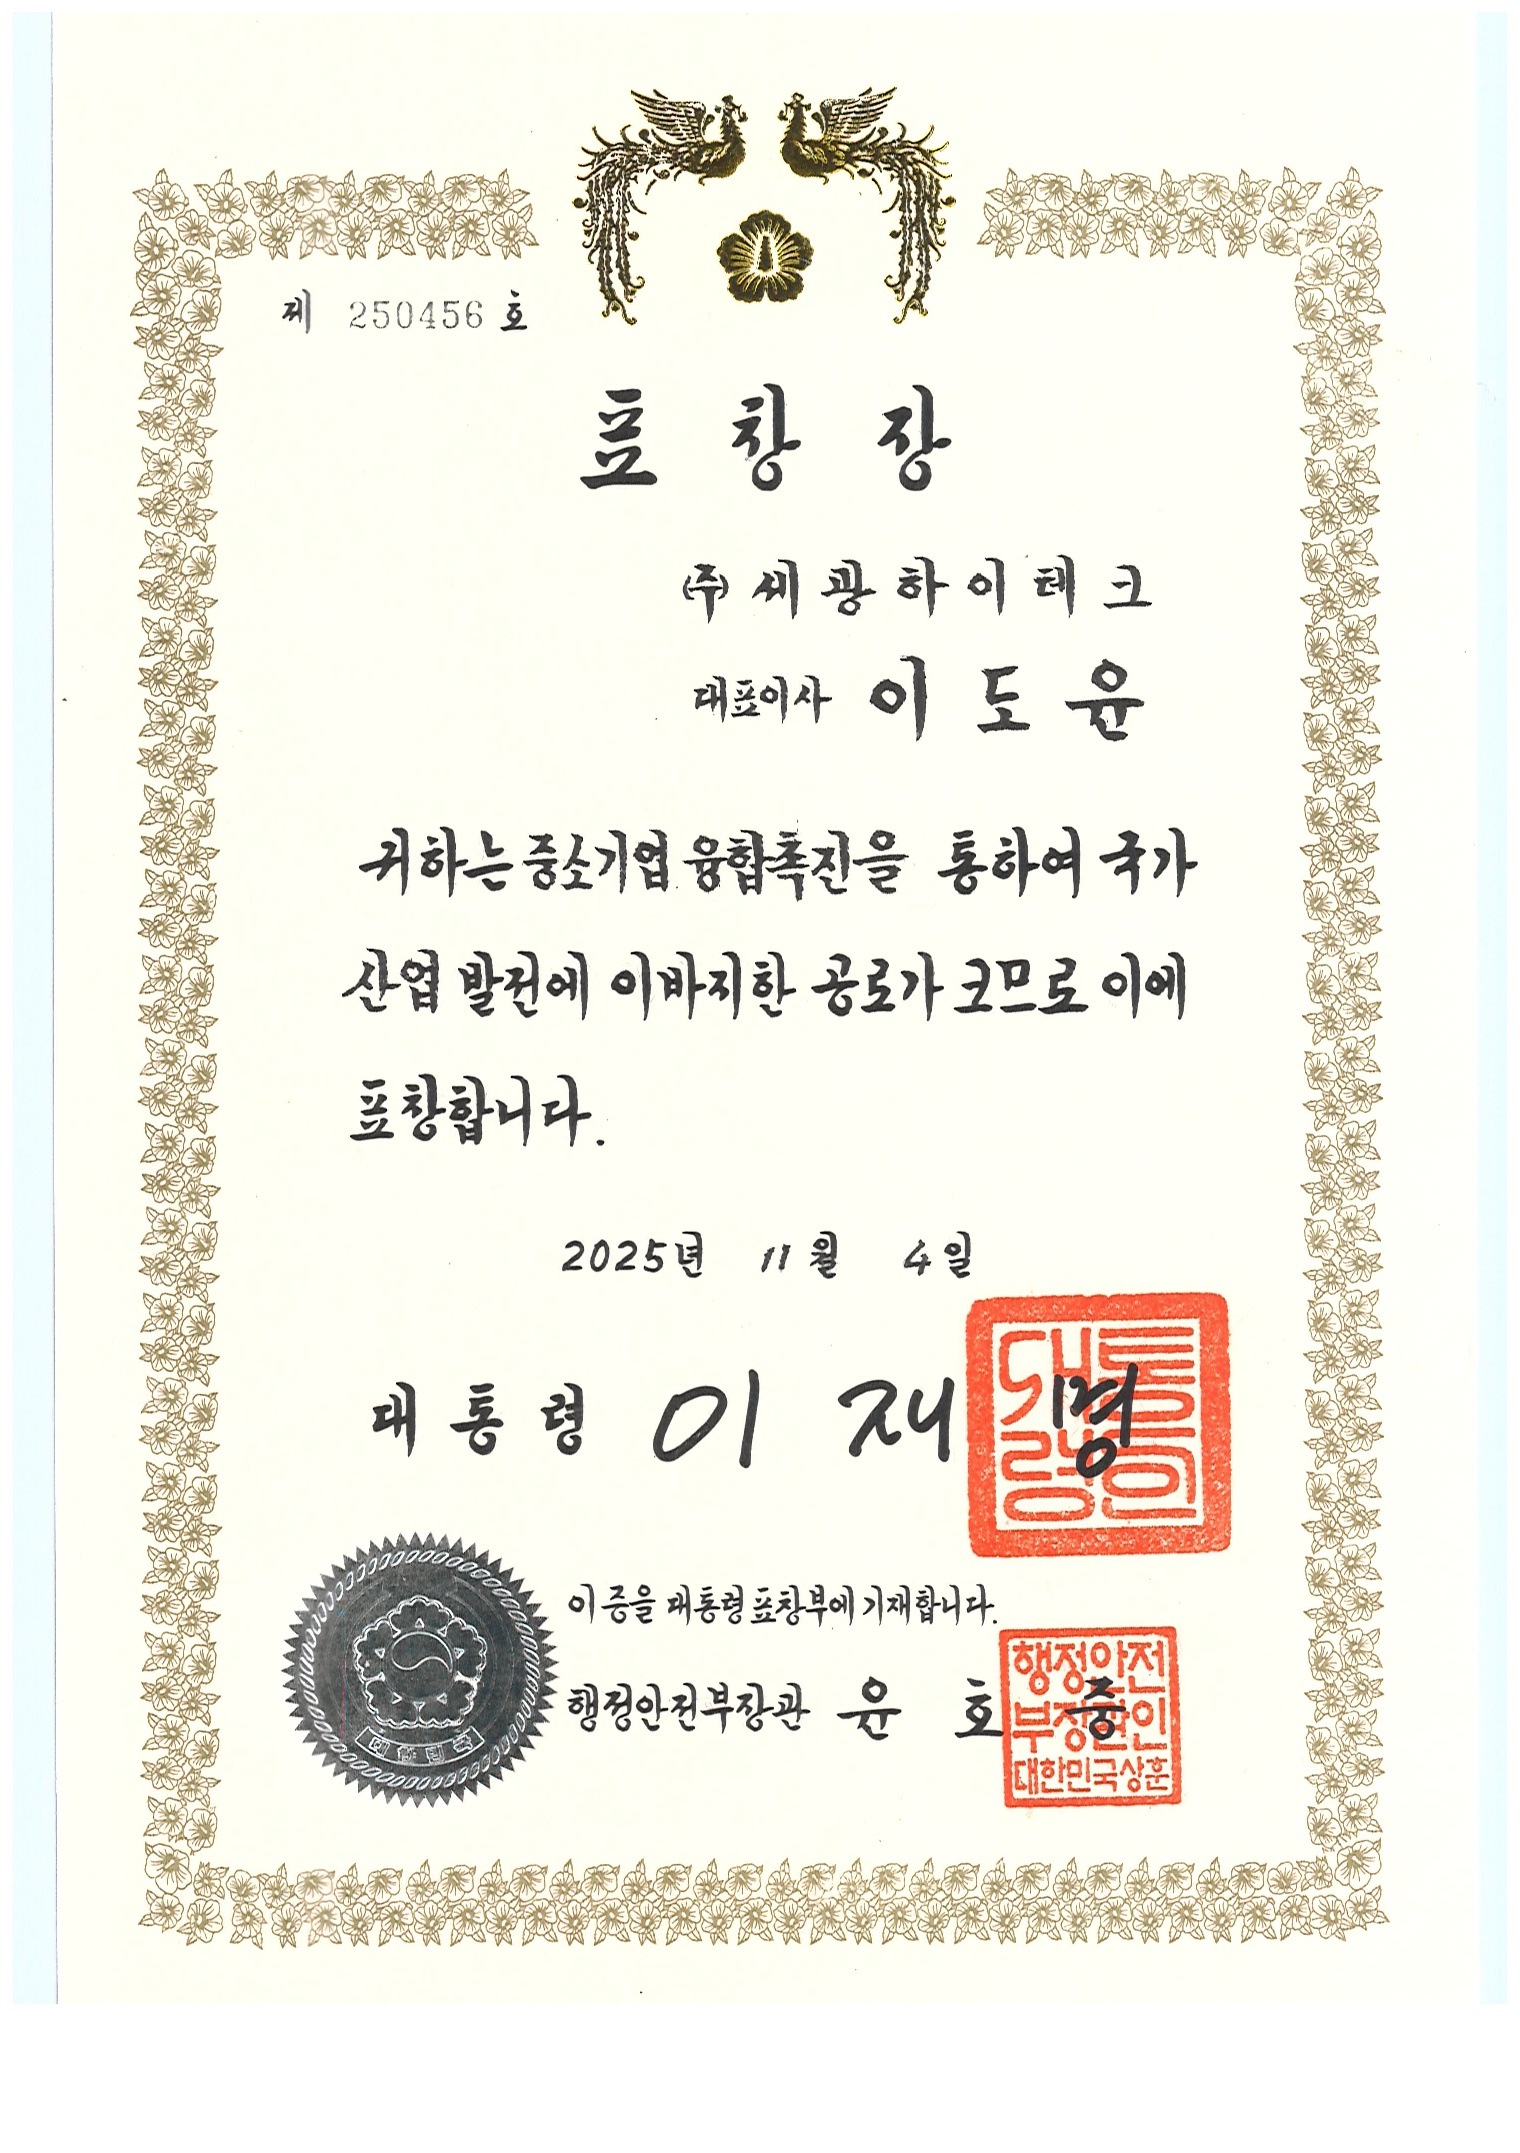 제 250456 호
표 창 장
(주) 세 광 하 이 테 크
대표이사 이 도 윤
귀하는 중소기업 융합촉진을 통하여 국가
산업 발전에 이바지한 공로가 크므로 이에
표창합니다.
2025년 11월 4일
대 통 령 이 재 명
대통
령인
이 증을 대통령 표창부에 기재합니다.
행정안전부장관 윤 호 중
행정안전
부장관인
대한민국상훈
대한민국